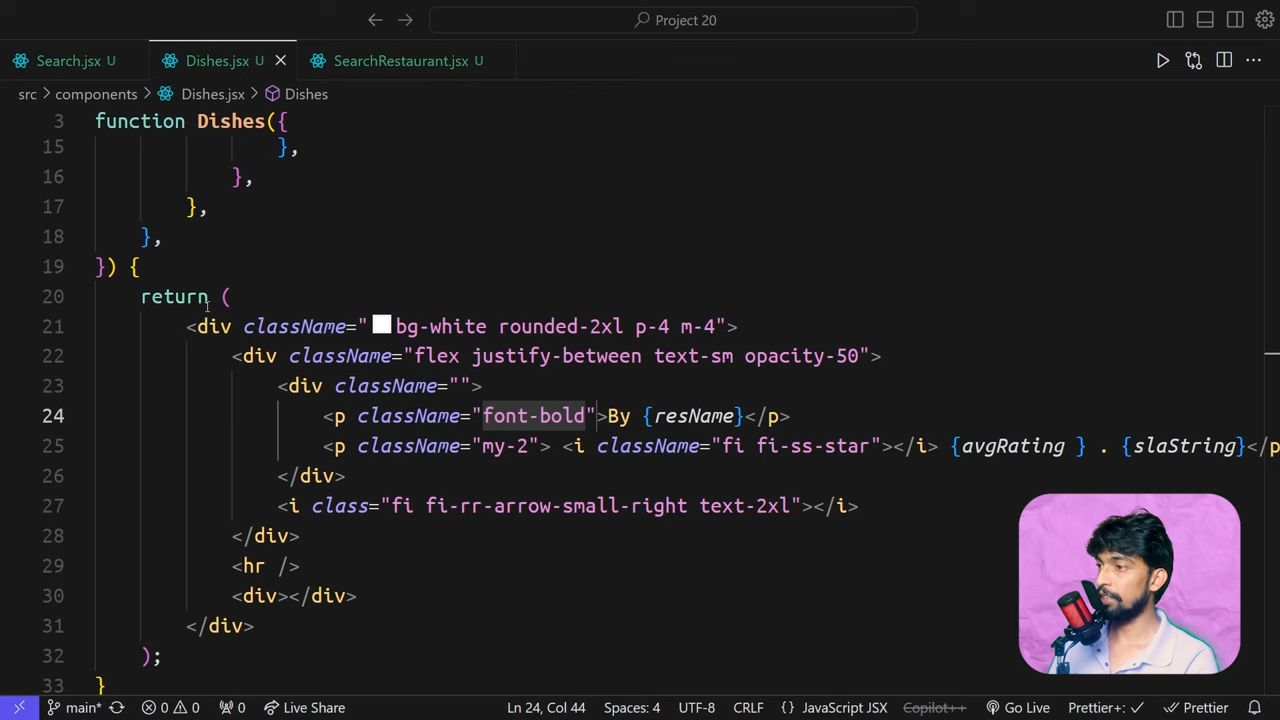 Project 20
Search.jsx U Dishes.jsx U SearchRestaurant.jsx U
src components Dishes.jsx Dishes
3 function Dishes({
15 },
16 },
17 },
18 },
19 }) {
20 return (
21 <div className="bg-white rounded-2xl p-4 m-4">
22 <div className="flex justify-between text-sm opacity-50">
23 <div className="">
24 <p className="font-bold">By {resName}</p>
25 <p className="my-2"> <i className="fi fi-ss-star"></i> {avgRating } . {slaString}</p
26 </div>
27 <i class="fi fi-rr-arrow-small-right text-2xl"></i>
28 </div>
29 <hr />
30 <div></div>
31 </div>
32 );
33 }
main* 0 0 0 Live Share Ln 24, Col 44 Spaces: 4 UTF-8 CRLF {} JavaScript JSX Copilot++ Go Live Prettier+: Prettier